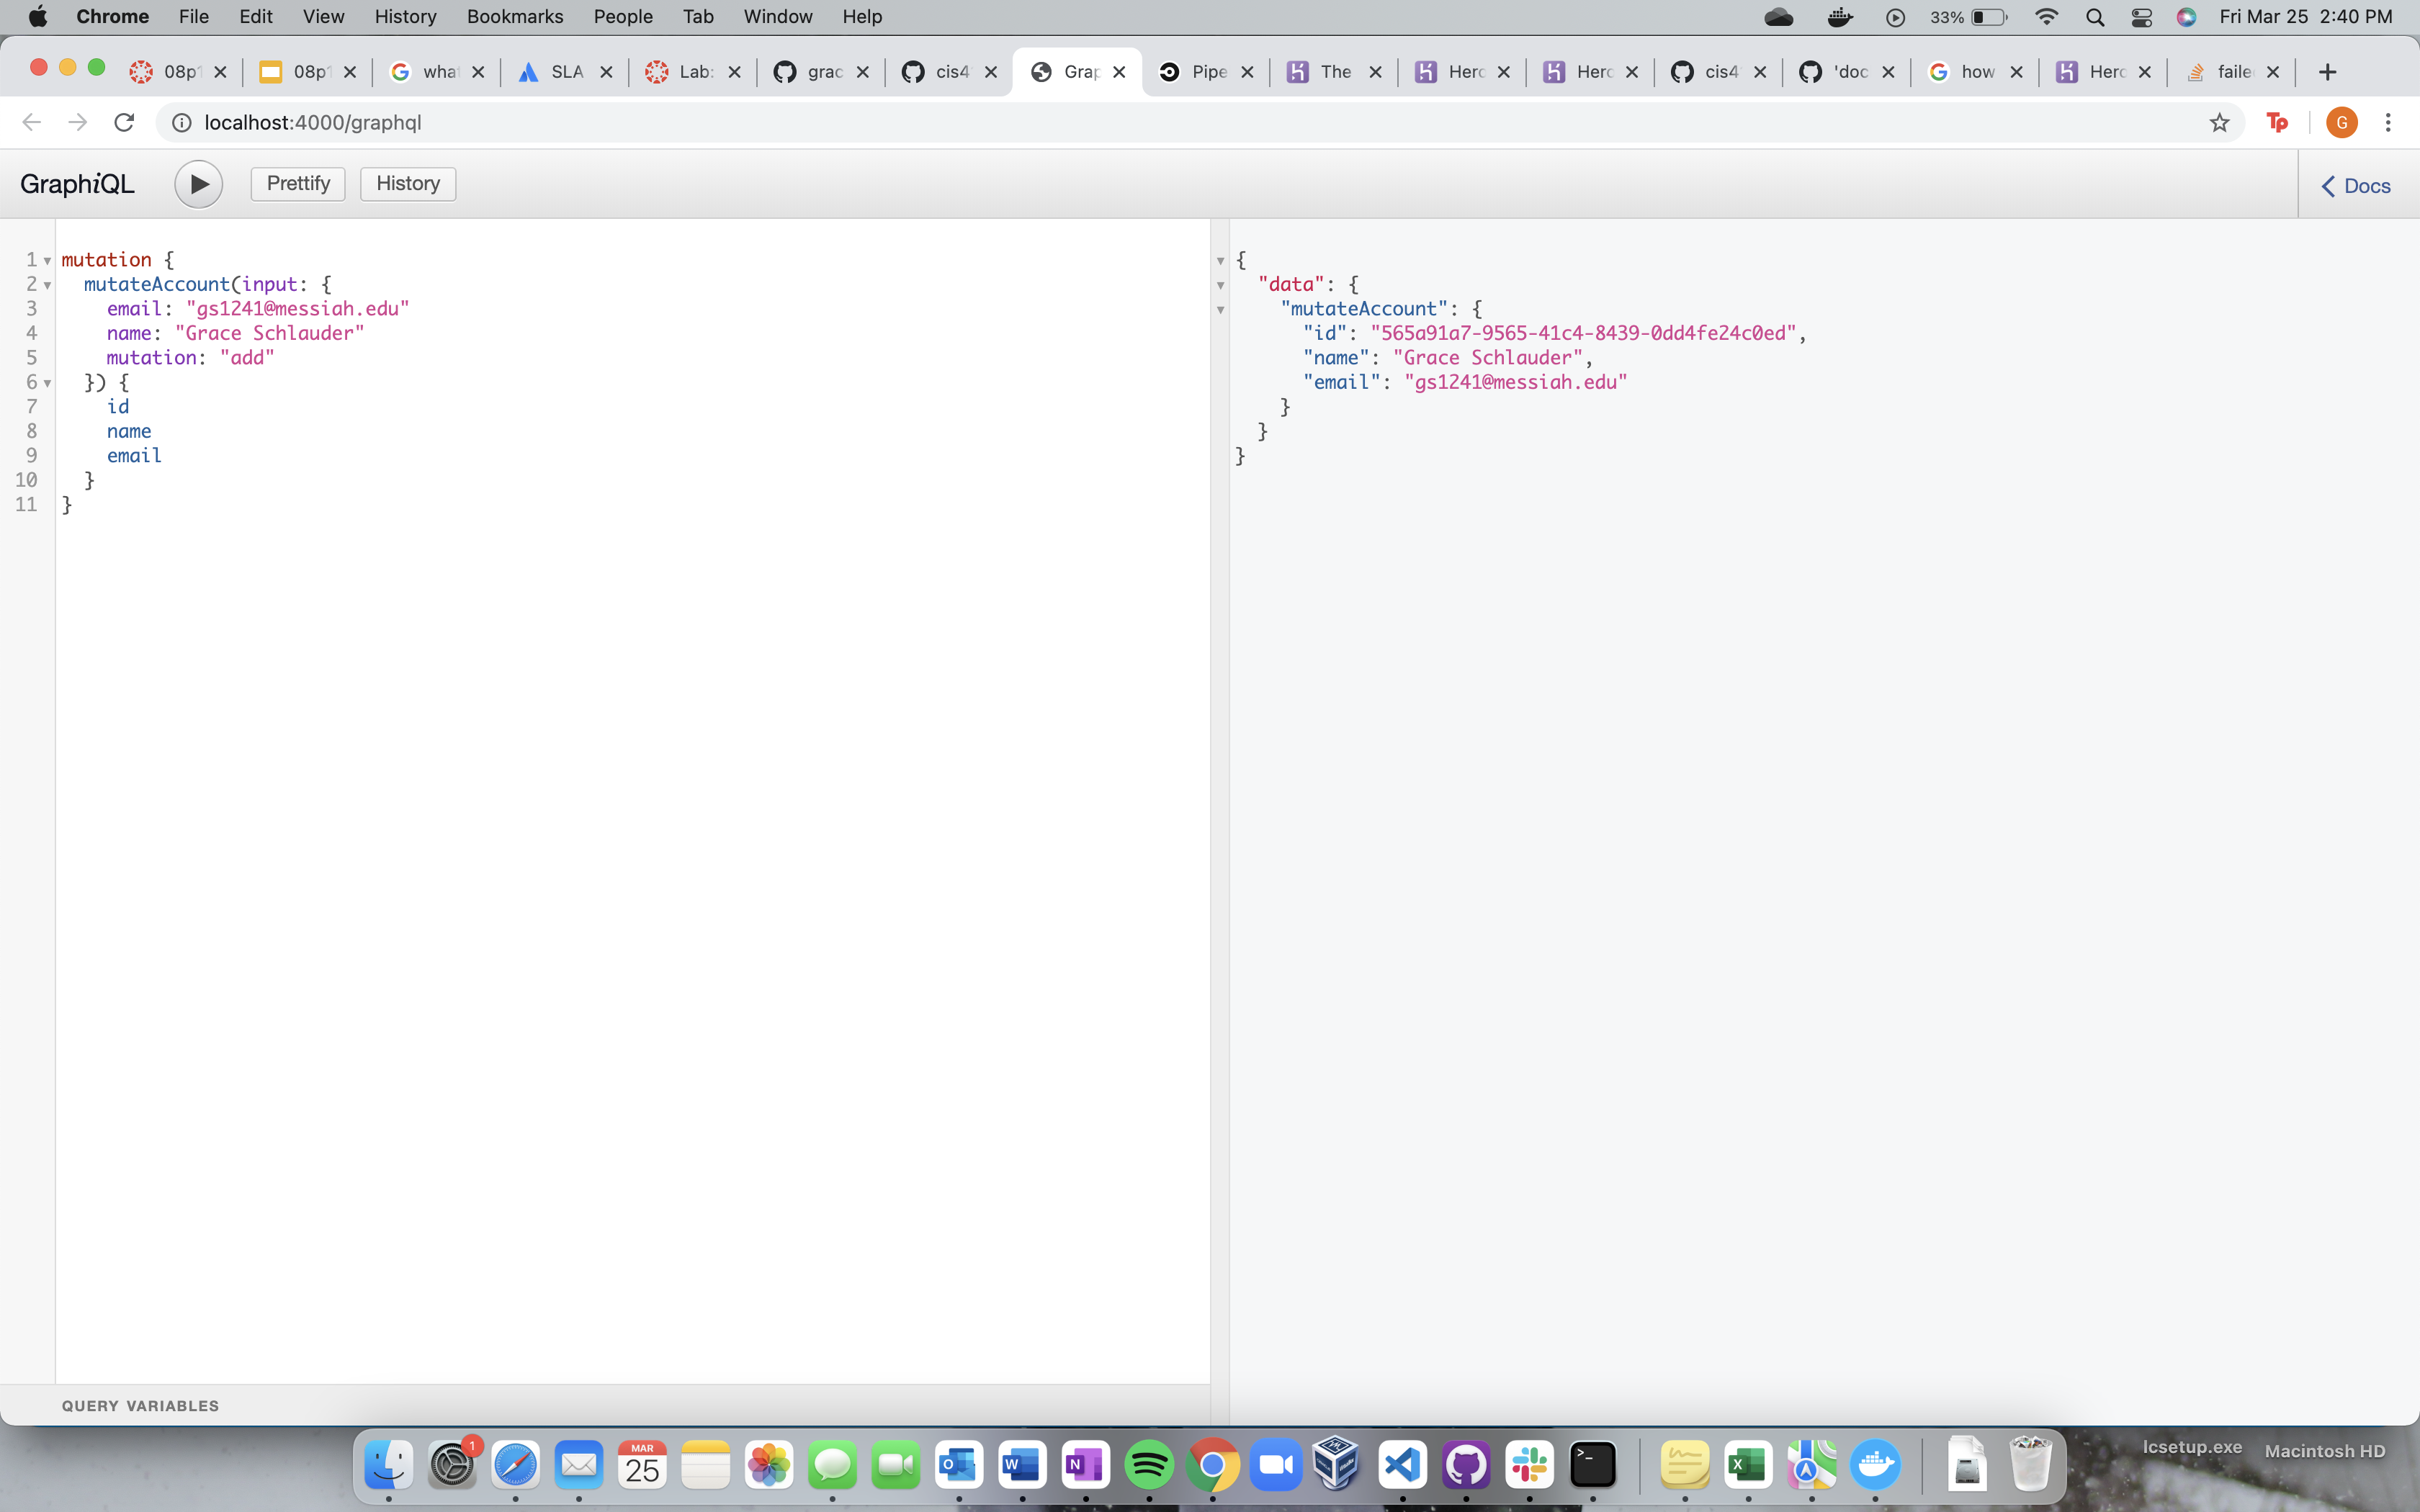 Chrome File Edit View History Bookmarks People Tab Window Help 33% Fri Mar 25 2:40 PM
08p1 08p1 what SLA Lab: grac cis4 Grap Pipe The Hero Hero cis4 'doc how Hero faile
localhost:4000/graphql Tp G
GraphiQL Prettify History Docs
1 mutation {
2 mutateAccount(input: {
3 email: "gs1241@messiah.edu"
4 name: "Grace Schlauder"
5 mutation: "add"
6 }) {
7 id
8 name
9 email
10 }
11 }
{
"data": {
"mutateAccount": {
"id": "565a91a7-9565-41c4-8439-0dd4fe24c0ed",
"name": "Grace Schlauder",
"email": "gs1241@messiah.edu"
}
}
}
QUERY VARIABLES
1
MAR
25
lcsetup.exe Macintosh HD